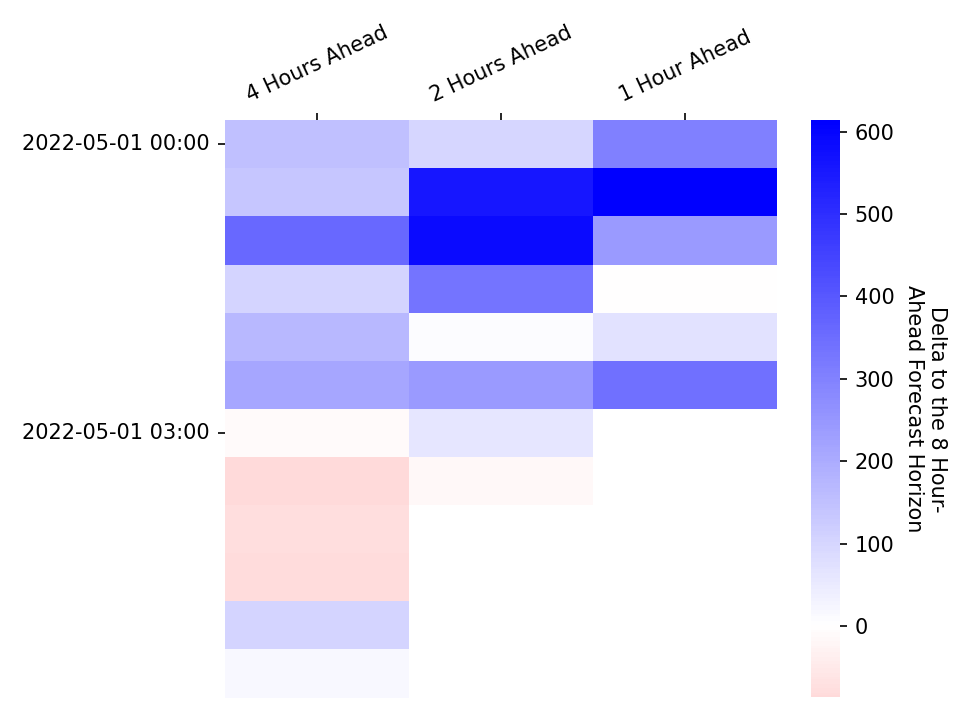 4 Hours Ahead
2 Hours Ahead
1 Hour Ahead
2022-05-01 00:00
2022-05-01 03:00
600
500
400
300
200
100
0
Delta to the 8 Hour-
Ahead Forecast Horizon